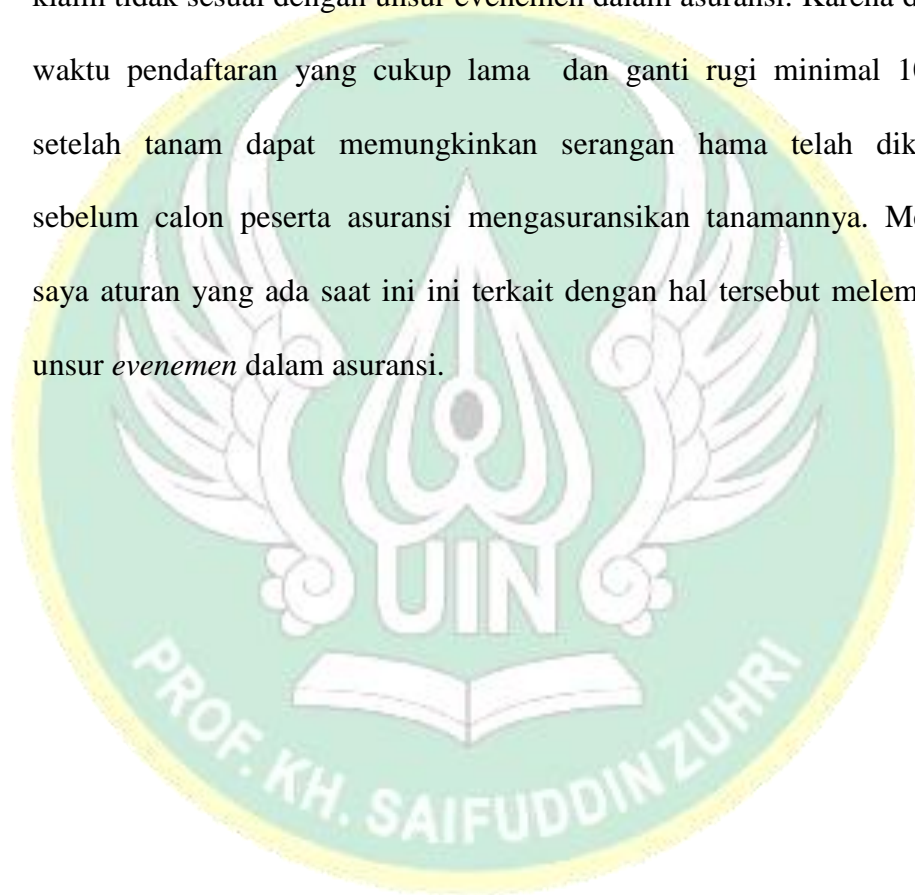 tidak sesuai dengan unsur evenemen dalam asuransi. Karena
waktu pendaftaran yang cukup lama dan ganti rugi minimal
setelah tanam dapat memungkinkan serangan hama telah
sebelum calon peserta asuransi mengasuransikan tanamannya.
saya aturan yang ada saat ini ini terkait dengan hal tersebut
unsur evenemen dalam asuransi.
UIN
PROF. KH. SAIFUDDIN ZUHRI